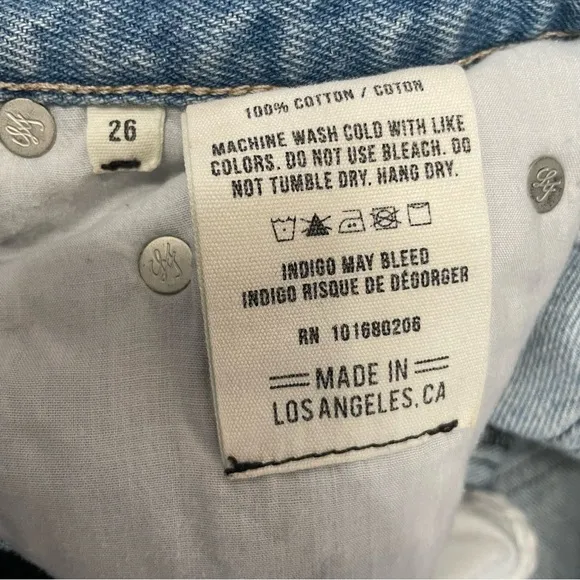 26
100% COTTON / COTON
MACHINE WASH COLD WITH LIKE
COLORS. DO NOT USE BLEACH. DO
NOT TUMBLE DRY. HANG DRY.
INDIGO MAY BLEED
INDIGO RISQUE DE DÉGORGER
RN 101680206
MADE IN
LOS ANGELES, CA